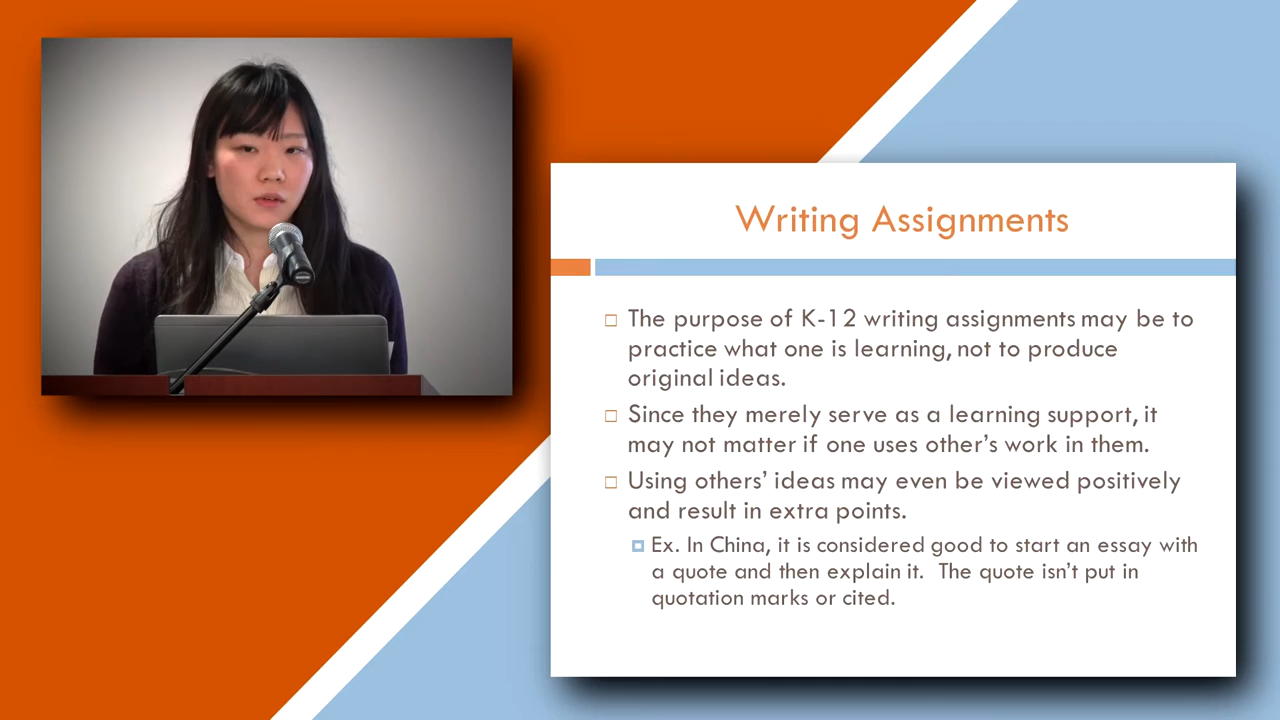 Writing Assignments
The purpose of K-12 writing assignments may be to
practice what one is learning, not to produce
original ideas.
Since they merely serve as a learning support, it
may not matter if one uses other's work in them.
Using others' ideas may even be viewed positively
and result in extra points.
Ex. In China, it is considered good to start an essay with
a quote and then explain it.  The quote isn't put in
quotation marks or cited.